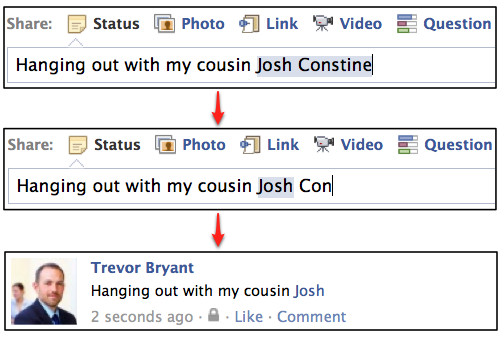 Share: Status Photo Link Video Question
Hanging out with my cousin Josh Constine
Share: Status Photo Link Video Question
Hanging out with my cousin Josh Con
Trevor Bryant
Hanging out with my cousin Josh
2 seconds ago · Like · Comment